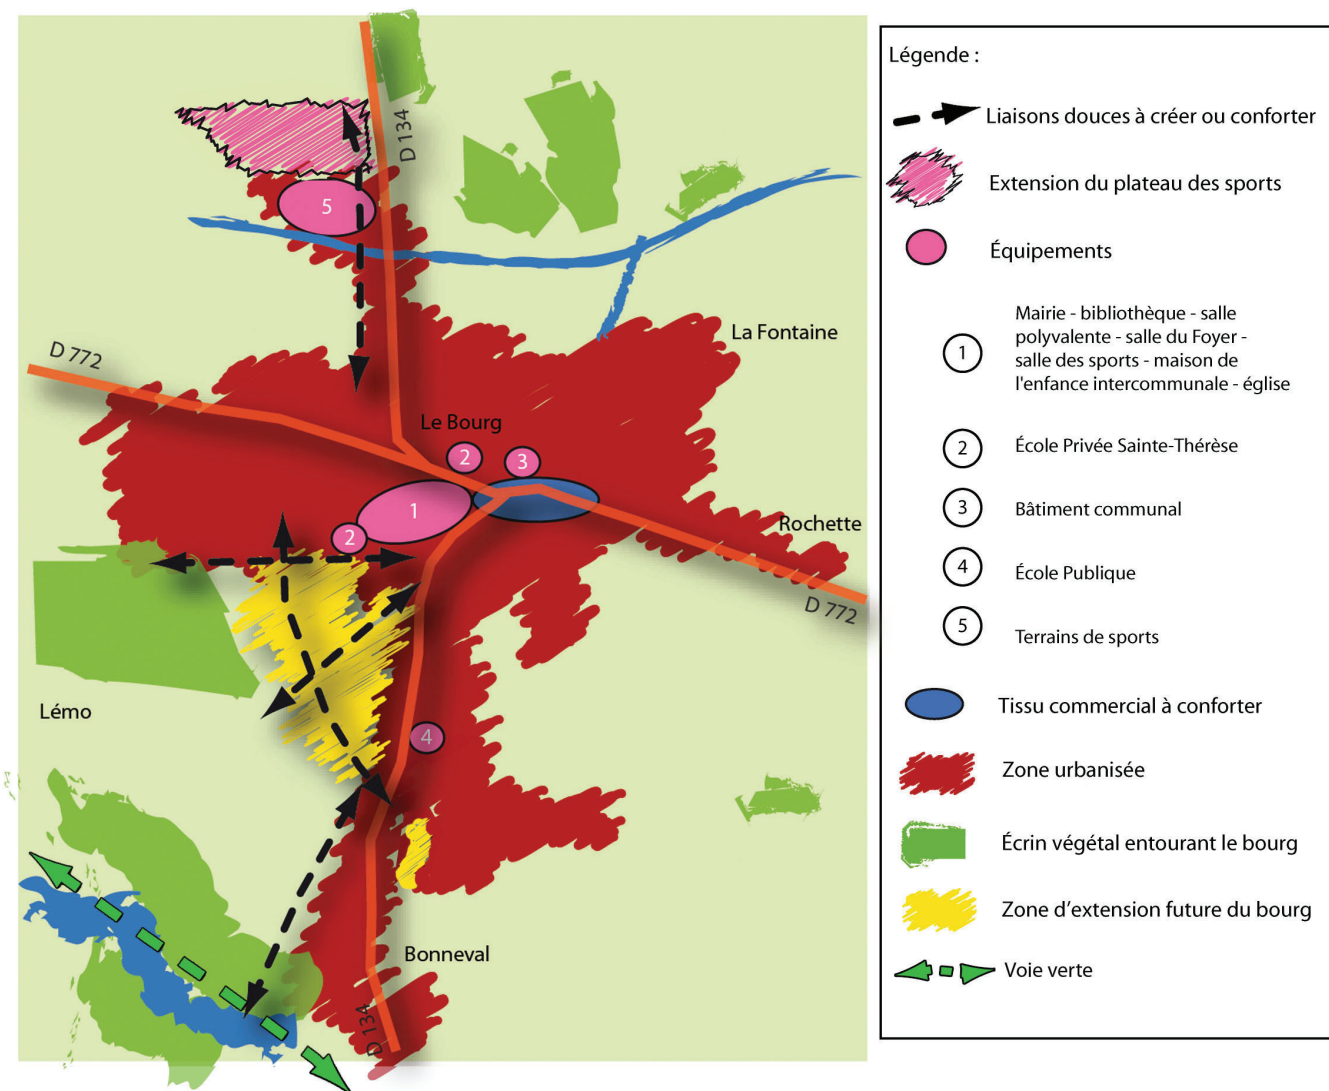 D 134
5
La Fontaine
D 772
Le Bourg
2
3
1
2
Rochette
D 772
Lémo
4
Bonneval
D 134
Légende :
Liaisons douces à créer ou conforter
Extension du plateau des sports
Équipements
1
Mairie - bibliothèque - salle
polyvalente - salle du Foyer -
salle des sports - maison de
l'enfance intercommunale - église
2
École Privée Sainte-Thérèse
3
Bâtiment communal
4
École Publique
5
Terrains de sports
Tissu commercial à conforter
Zone urbanisée
Écrin végétal entourant le bourg
Zone d'extension future du bourg
Voie verte